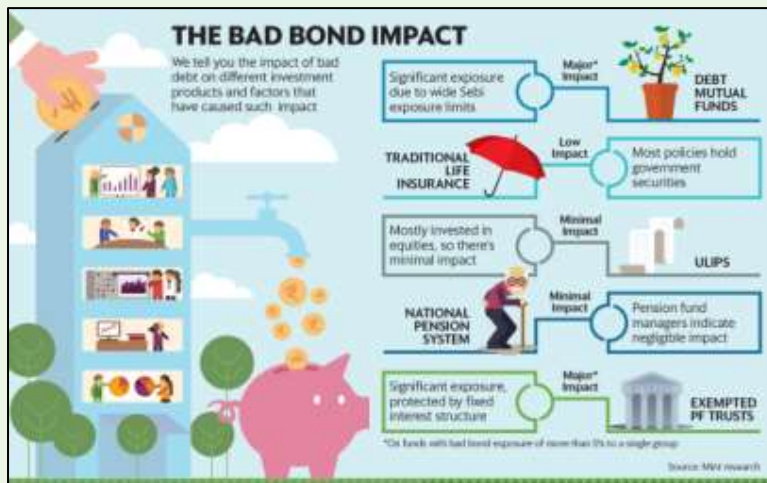 THE BAD BOND IMPACT
We tell you the impact of bad
debt on different investment
products and factors that
have caused such impact
Significant exposure
due to wide Sebi
exposure limits
Major*
Impact
DEBT
MUTUAL
FUNDS
TRADITIONAL
LIFE
INSURANCE
Low
Impact
Most policies hold
government
securities
Mostly invested in
equities, so there's
minimal impact
Minimal
Impact
ULIPS
NATIONAL
PENSION
SYSTEM
Minimal
Impact
Pension fund
managers indicate
negligible impact
Significant exposure,
protected by fixed
interest structure
Major*
Impact
EXEMPTED
PF TRUSTS
*On funds with bad bond exposure of more than 5% to a single group
Source: Mint research